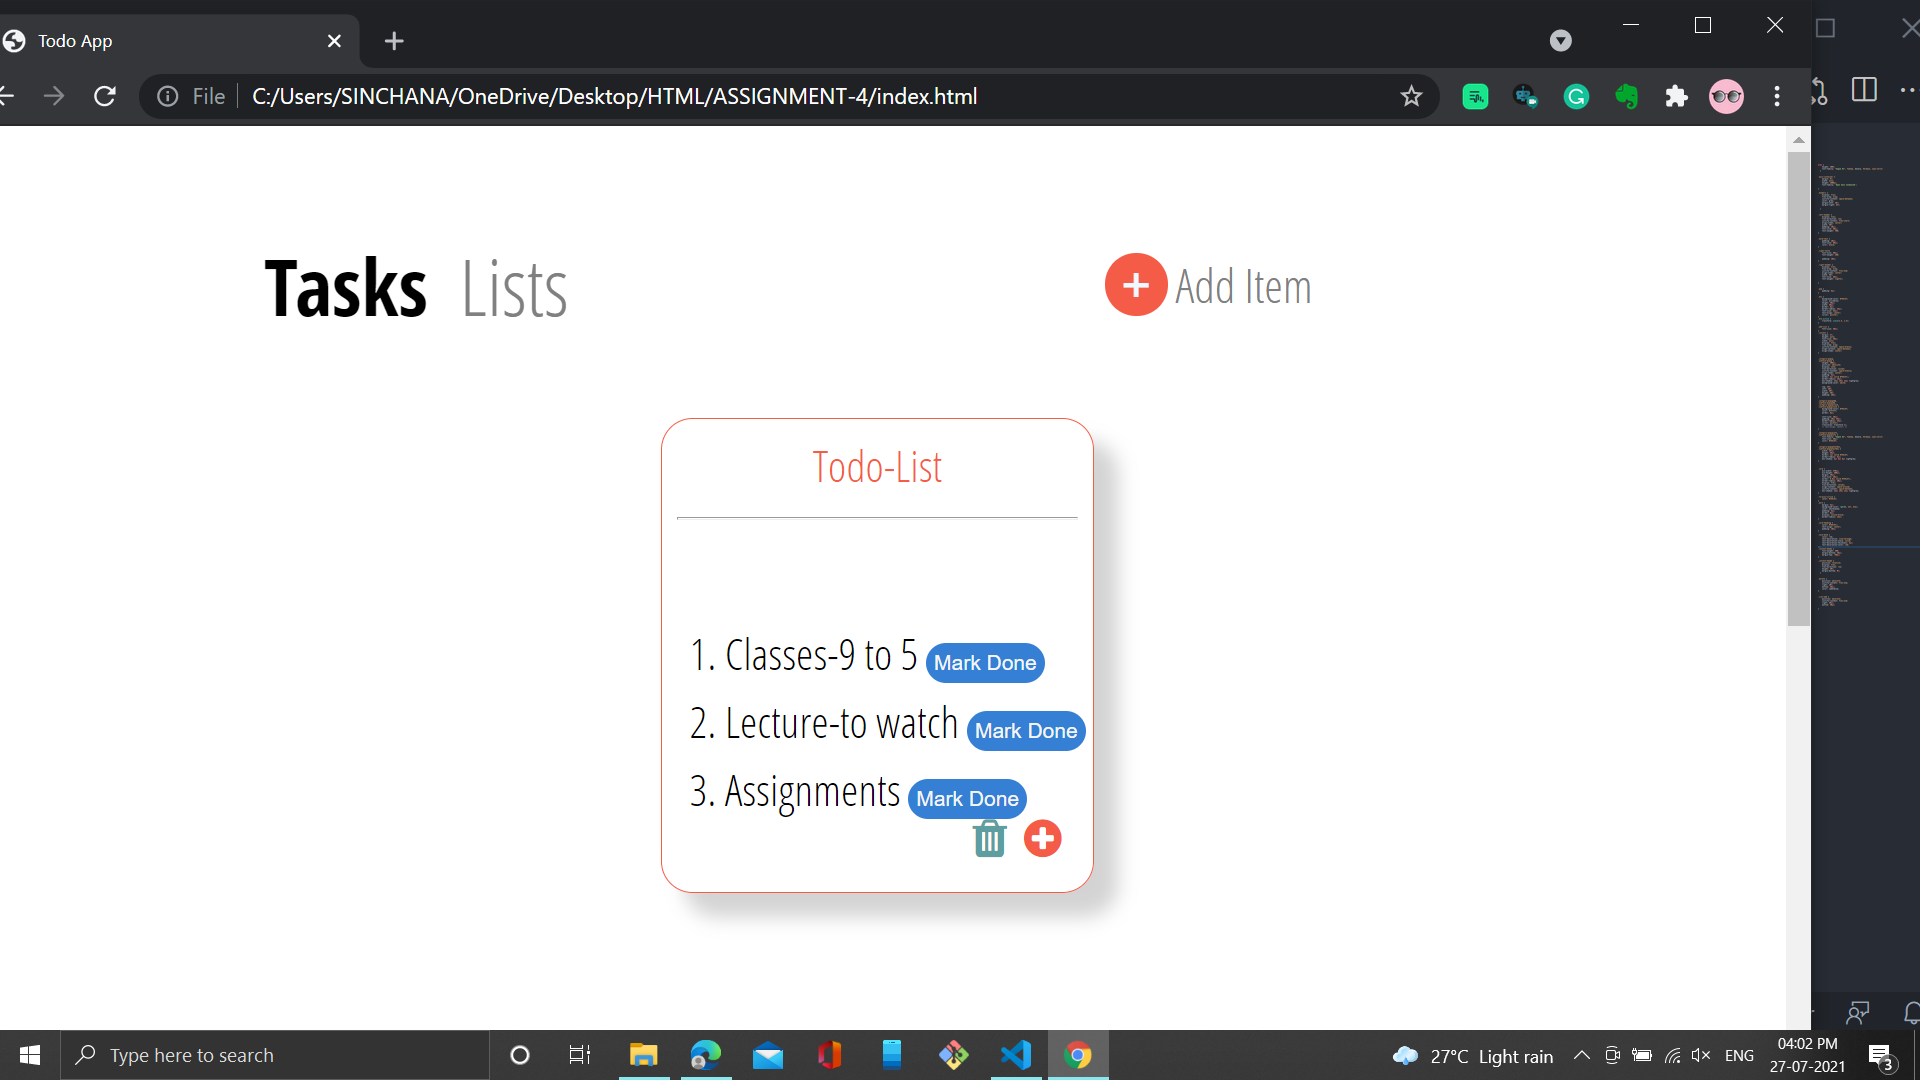 Todo App
File C:/Users/SINCHANA/OneDrive/Desktop/HTML/ASSIGNMENT-4/index.html
Tasks Lists
+ Add Item
Todo-List
1. Classes-9 to 5 Mark Done
2. Lecture-to watch Mark Done
3. Assignments Mark Done
Type here to search
27°C Light rain
ENG
04:02 PM
27-07-2021
3